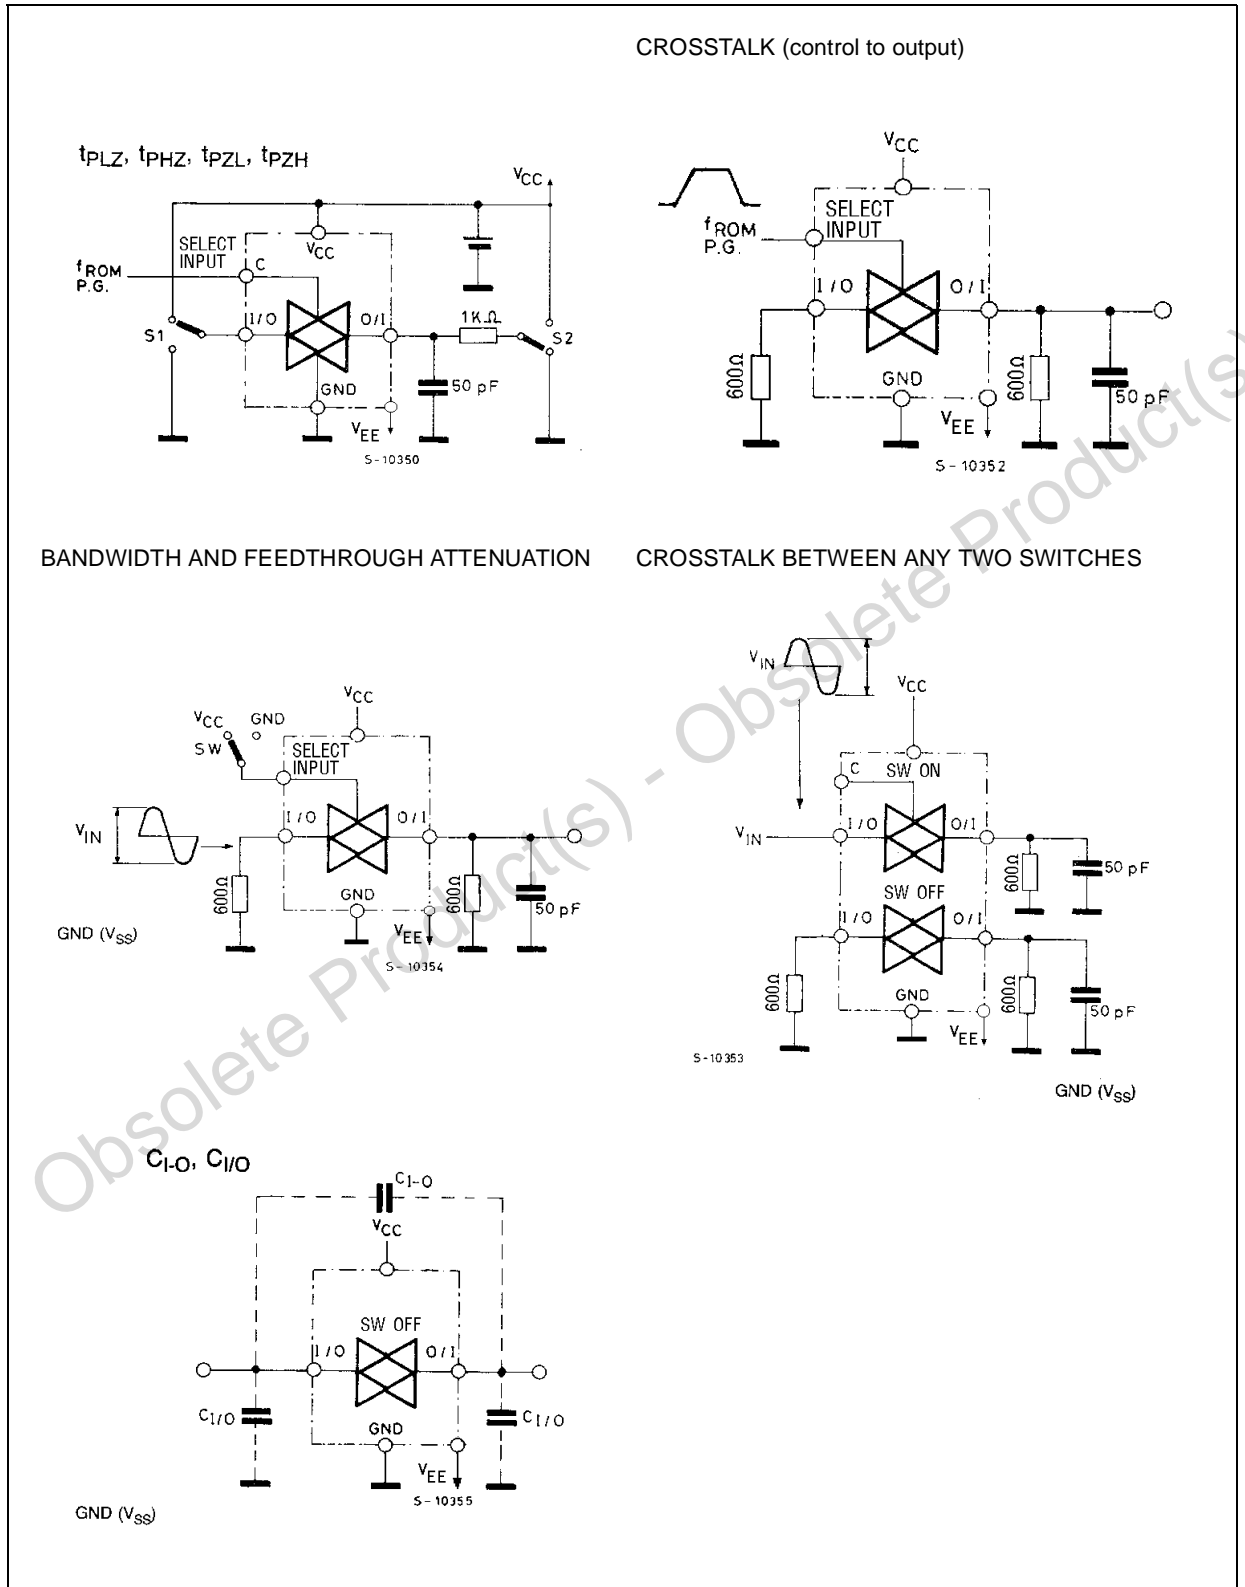 CROSSTALK (control to output)
tPLZ, tPHZ, tPZL, tPZH
VCC
VCC
SELECT
INPUT
C
fROM
P.G.
I/O
O/I
1KΩ
S1
S2
GND
50 pF
VEE
S-10350
VCC
SELECT
INPUT
fROM
P.G.
I/O
O/I
600Ω
GND
600Ω
50 pF
VEE
S-10352
BANDWIDTH AND FEEDTHROUGH ATTENUATION
VCC
VCC
GND
SW
SELECT
INPUT
VIN
I/O
O/I
600Ω
GND
600Ω
50 pF
VEE
GND (VSS)
S-10354
CROSSTALK BETWEEN ANY TWO SWITCHES
VIN
VCC
C
SW ON
VIN
I/O
O/I
600Ω
50 pF
SW OFF
I/O
O/I
600Ω
GND
600Ω
50 pF
VEE
S-10353
GND (VSS)
CI-O, CI/O
CI-O
VCC
SW OFF
I/O
O/I
CI/O
GND
CI/O
VEE
S-10355
GND (VSS)
Obsolete Product(s) - Obsolete Product(s)